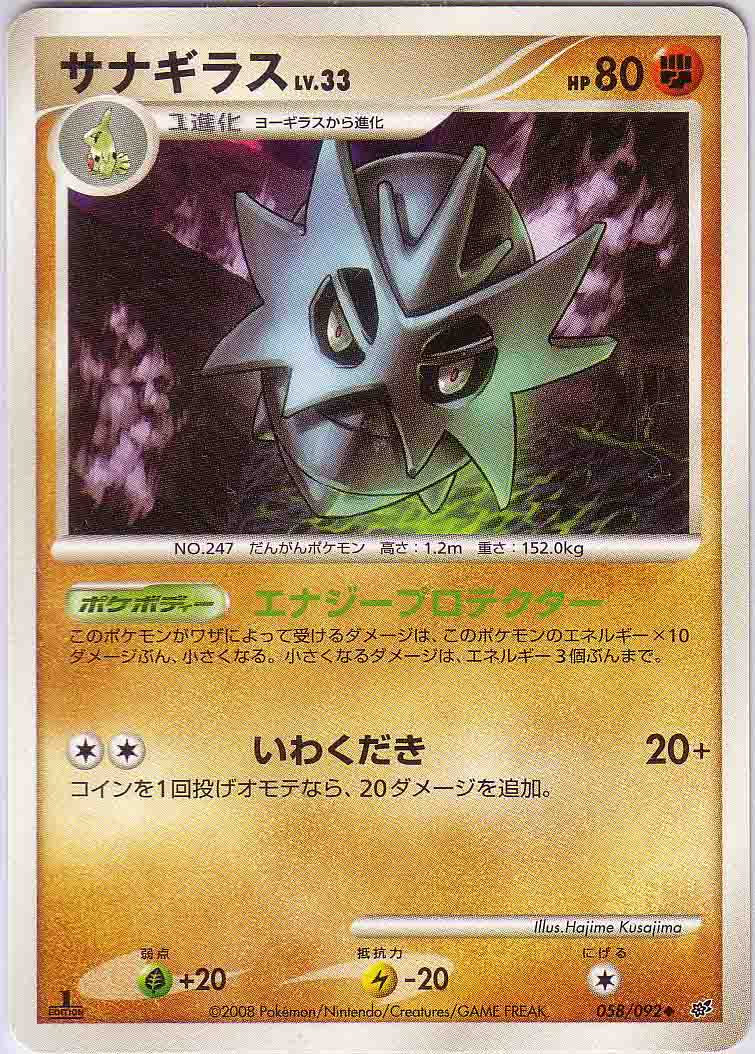 サナギラス LV.33 HP 80
1進化 ヨーギラスから進化
NO.247 だんがんポケモン 高さ:1.2m 重さ:152.0kg
ポケボディー エナジープロテクター
このポケモンがワザによって受けるダメージは、このポケモンのエネルギー×10
ダメージぶん、小さくなる。小さくなるダメージは、エネルギー3個ぶんまで。
いわくだき 20+
コインを1回投げオモテなら、20ダメージを追加。
Illus.Hajime Kusajima
弱点 抵抗力 にげる
+20 -20
1 EDITION ©2008 Pokémon/Nintendo/Creatures/GAME FREAK. 058/092◆